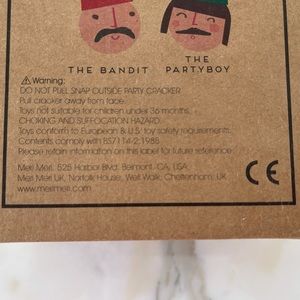 THE BANDIT
THE
PARTYBOY
⚠ Warning:
DO NOT PULL SNAP OUTSIDE PARTY CRACKER.
Pull cracker away from face.
Toys not suitable for children under 36 months.
CHOKING AND SUFFOCATION HAZARD.
Toys conform to European & U.S. toy safety requirements.
Contents comply with BS7114-2:1988
Please retain information on this label for future reference.
Meri Meri. 525 Harbor Blvd. Belmont. CA, USA.
Meri Meri UK, Norfolk House, Well Walk, Cheltenham, UK
www.merimeri.com
CE